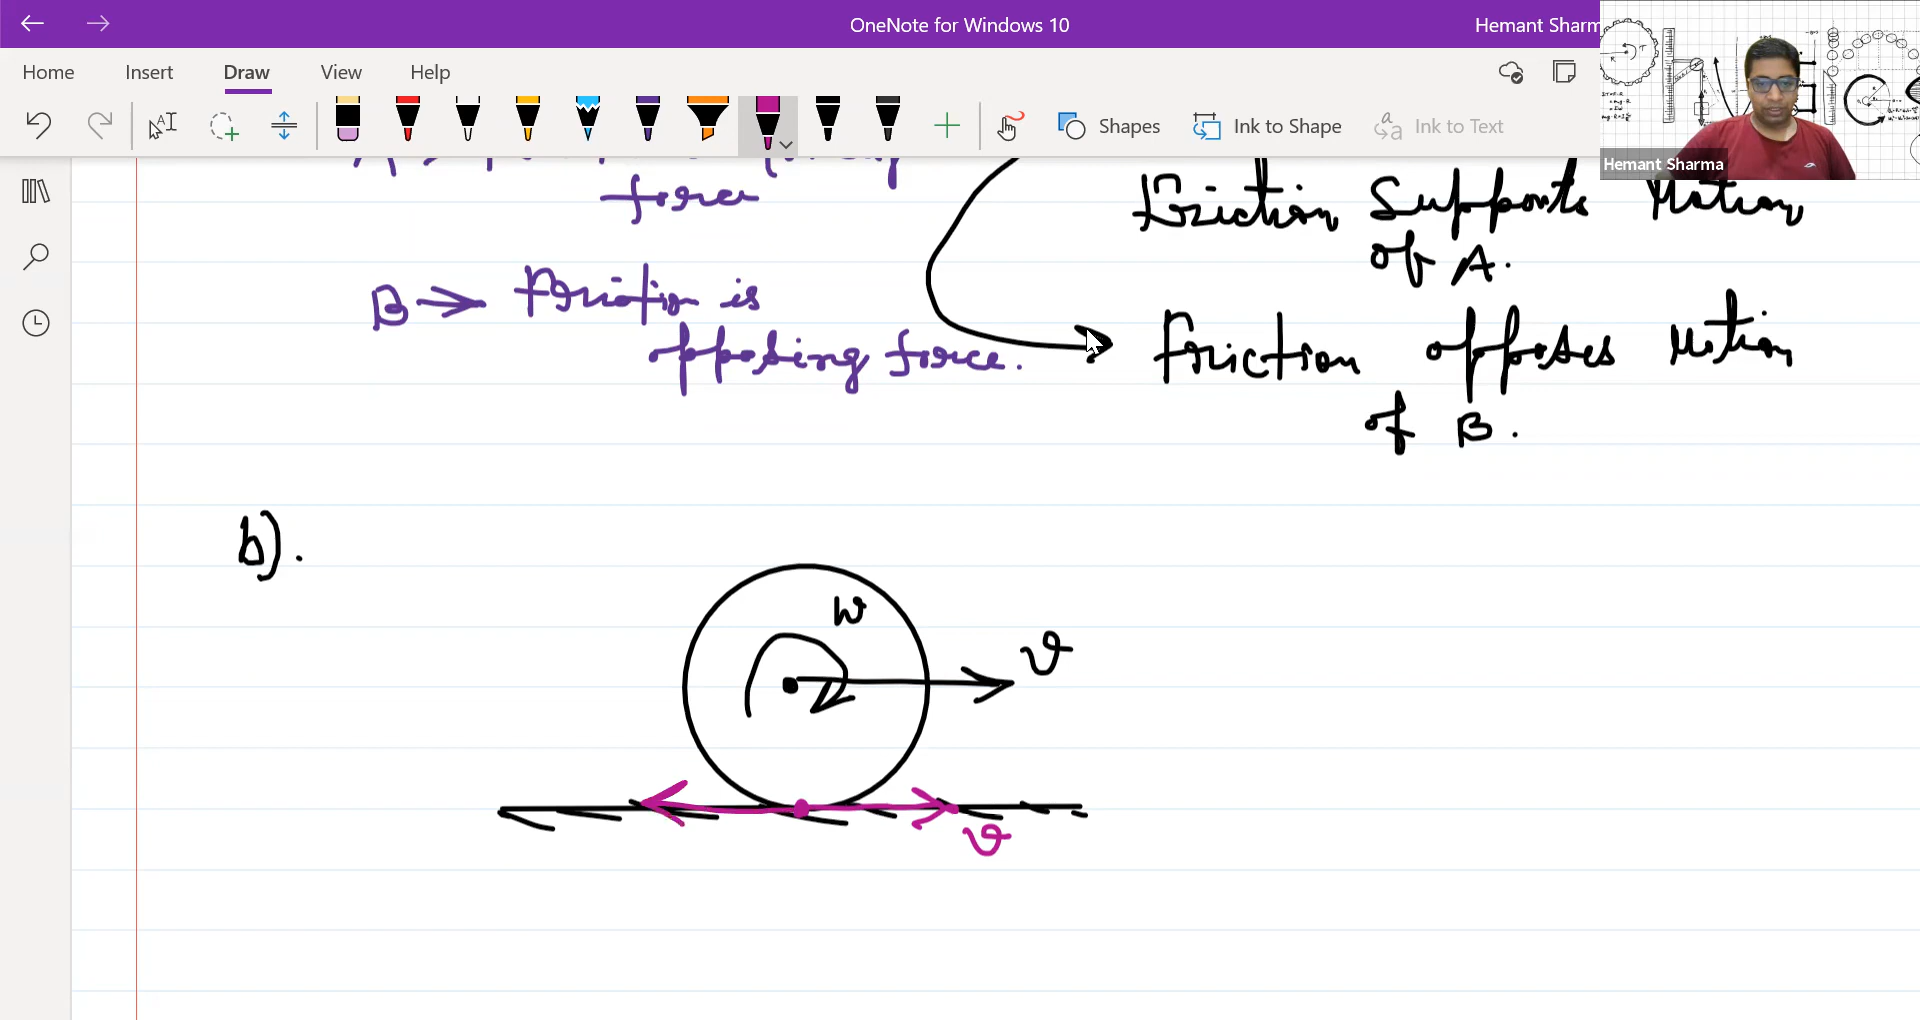 OneNote for Windows 10
Hemant Sharm
Home Insert Draw View Help
Shapes Ink to Shape Ink to Text
Hemant Sharma
force
B → Friction is
opposing force.
Friction Supports Motion
of A.
Friction opposes Motion
of B.
b).
ω
v
v